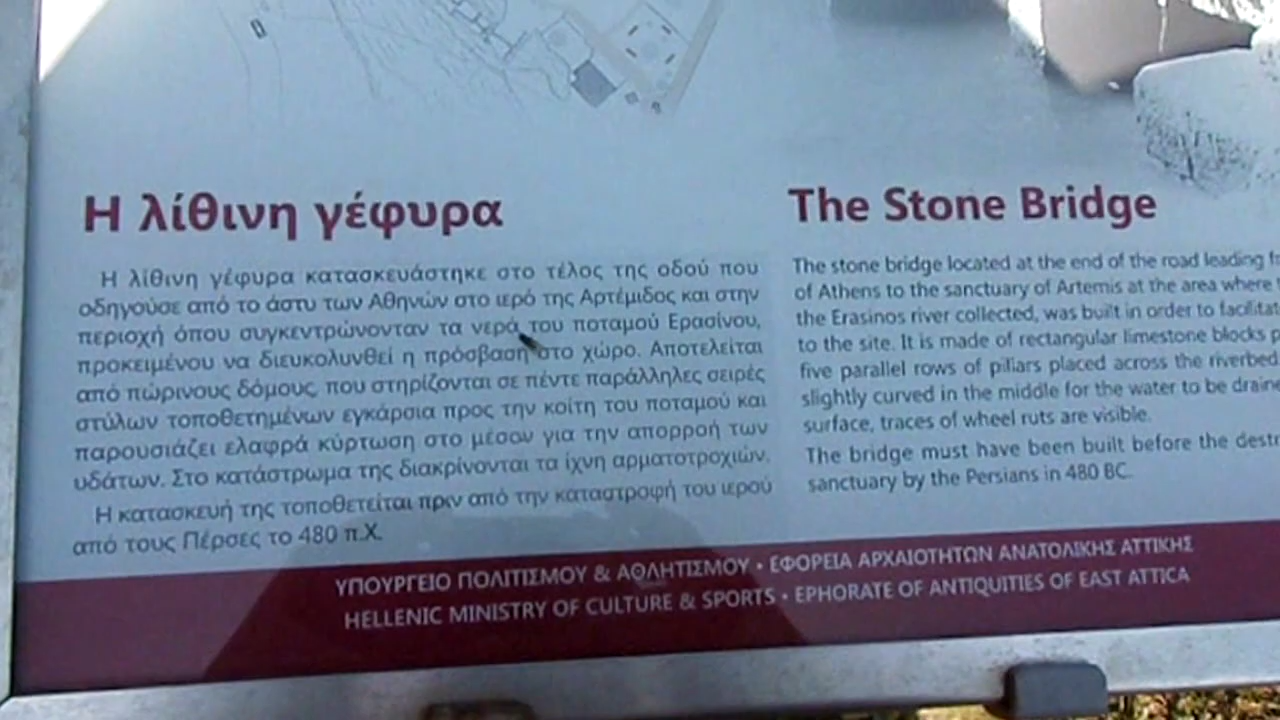 Η λίθινη γέφυρα
Η λίθινη γέφυρα κατασκευάστηκε στο τέλος της οδού που
οδηγούσε από το άστυ των Αθηνών στο ιερό της Αρτέμιδος και στην
περιοχή όπου συγκεντρώνονταν τα νερά του ποταμού Ερασίνου,
προκειμένου να διευκολυνθεί η πρόσβαση στο χώρο. Αποτελείται
από πώρινους δόμους, που στηρίζονται σε πέντε παράλληλες σειρές
στύλων τοποθετημένων εγκάρσια προς την κοίτη του ποταμού και
παρουσιάζει ελαφρά κύρτωση στο μέσον για την απορροή των
υδάτων. Στο κατάστρωμα της διακρίνονται τα ίχνη αρματοτροχιών.
Η κατασκευή της τοποθετείται πριν από την καταστροφή του ιερού
από τους Πέρσες το 480 π.Χ.
The Stone Bridge
The stone bridge located at the end of the road leading
of Athens to the sanctuary of Artemis at the area where
the Erasinos river collected, was built in order to
to the site. It is made of rectangular limestone blocks
five parallel rows of pillars placed across the riverbed
slightly curved in the middle for the water to be
surface, traces of wheel ruts are visible.
The bridge must have been built before the
sanctuary by the Persians in 480 BC.
ΥΠΟΥΡΓΕΙΟ ΠΟΛΙΤΙΣΜΟΥ & ΑΘΛΗΤΙΣΜΟΥ • ΕΦΟΡΕΙΑ ΑΡΧΑΙΟΤΗΤΩΝ ΑΝΑΤΟΛΙΚΗΣ ΑΤΤΙΚΗΣ
HELLENIC MINISTRY OF CULTURE & SPORTS • EPHORATE OF ANTIQUITIES OF EAST ATTICA